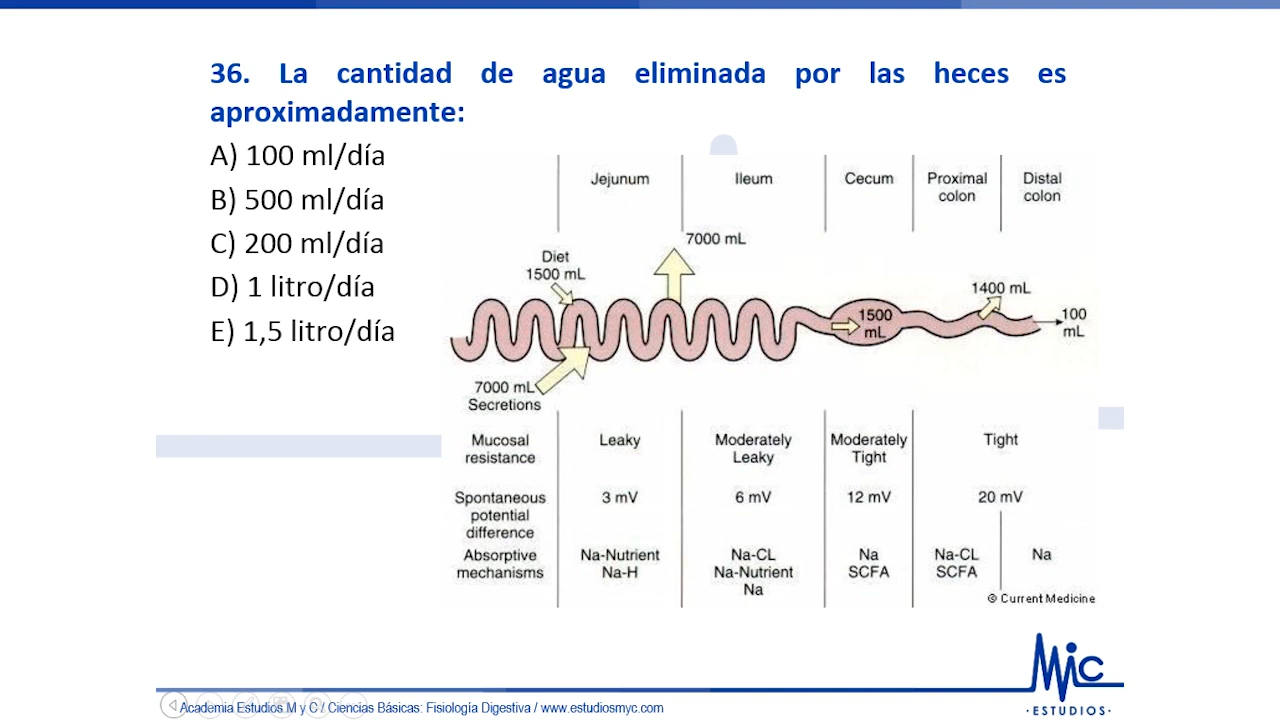 36. La cantidad de agua eliminada por las heces es
aproximadamente:
A) 100 ml/día
B) 500 ml/día
C) 200 ml/día
D) 1 litro/día
E) 1,5 litro/día
Jejunum
Ileum
Cecum
Proximal
colon
Distal
colon
7000 mL
Diet
1500 mL
1400 mL
1500
mL
100
mL
7000 mL
Secretions
Mucosal
resistance
Leaky
Moderately
Leaky
Moderately
Tight
Tight
Spontaneous
potential
difference
3 mV
6 mV
12 mV
20 mV
Absorptive
mechanisms
Na-Nutrient
Na-H
Na-CL
Na-Nutrient
Na
Na
SCFA
Na-CL
SCFA
Na
© Current Medicine
MyC
·ESTUDIOS·
Academia Estudios M y C / Ciencias Básicas: Fisiología Digestiva / www.estudiosmyc.com